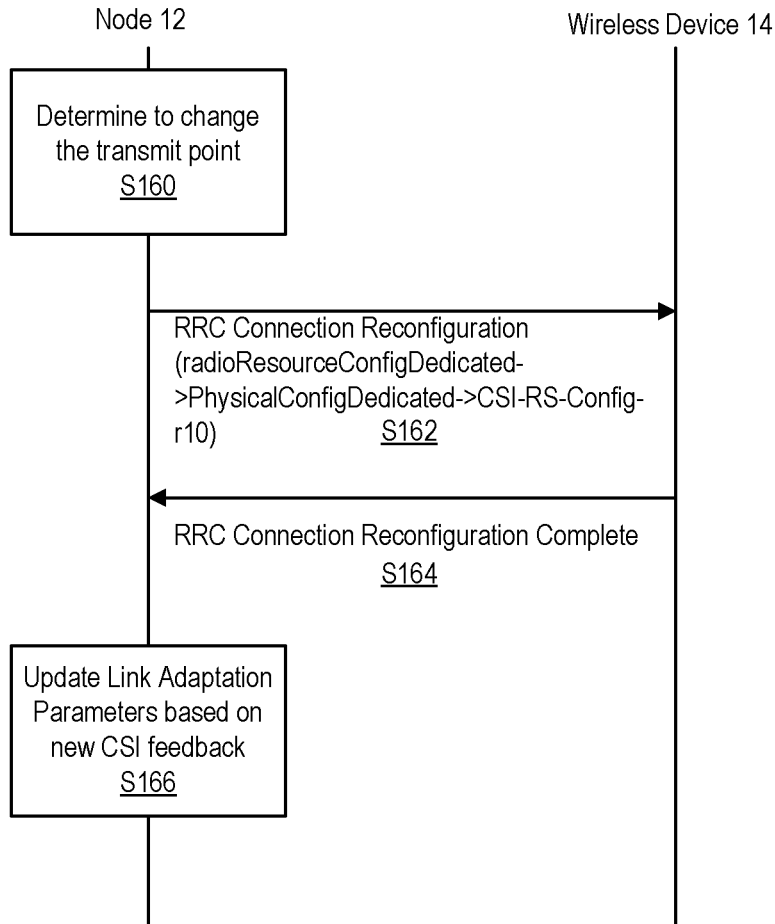 Node 12
Wireless Device 14
Determine to change
the transmit point
S160
RRC Connection Reconfiguration
(radioResourceConfigDedicated-
>PhysicalConfigDedicated->CSI-RS-Config-
r10)
S162
RRC Connection Reconfiguration Complete
S164
Update Link Adaptation
Parameters based on
new CSI feedback
S166